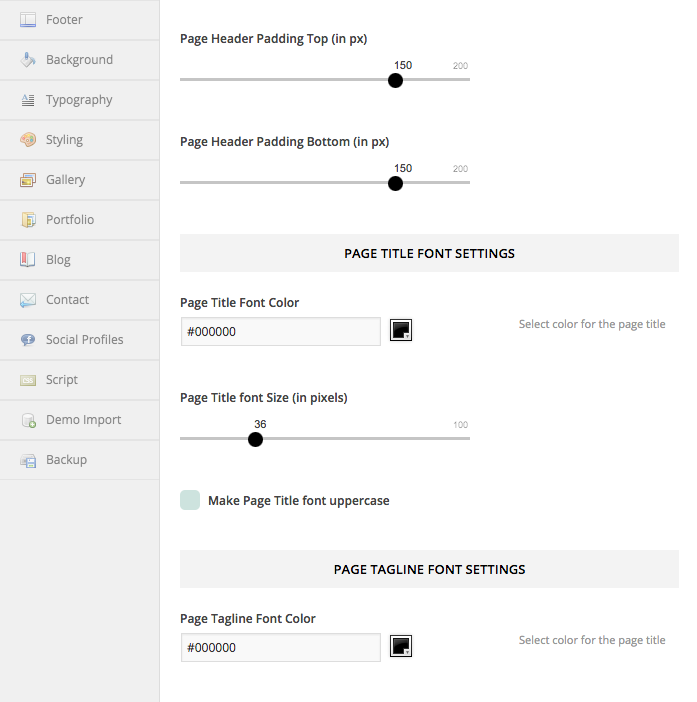 Footer
Background
Typography
Styling
Gallery
Portfolio
Blog
Contact
Social Profiles
Script
Demo Import
Backup
Page Header Padding Top (in px)
150 200
Page Header Padding Bottom (in px)
150 200
PAGE TITLE FONT SETTINGS
Page Title Font Color
#000000
Select color for the page title
Page Title font Size (in pixels)
36 100
Make Page Title font uppercase
PAGE TAGLINE FONT SETTINGS
Page Tagline Font Color
#000000
Select color for the page title